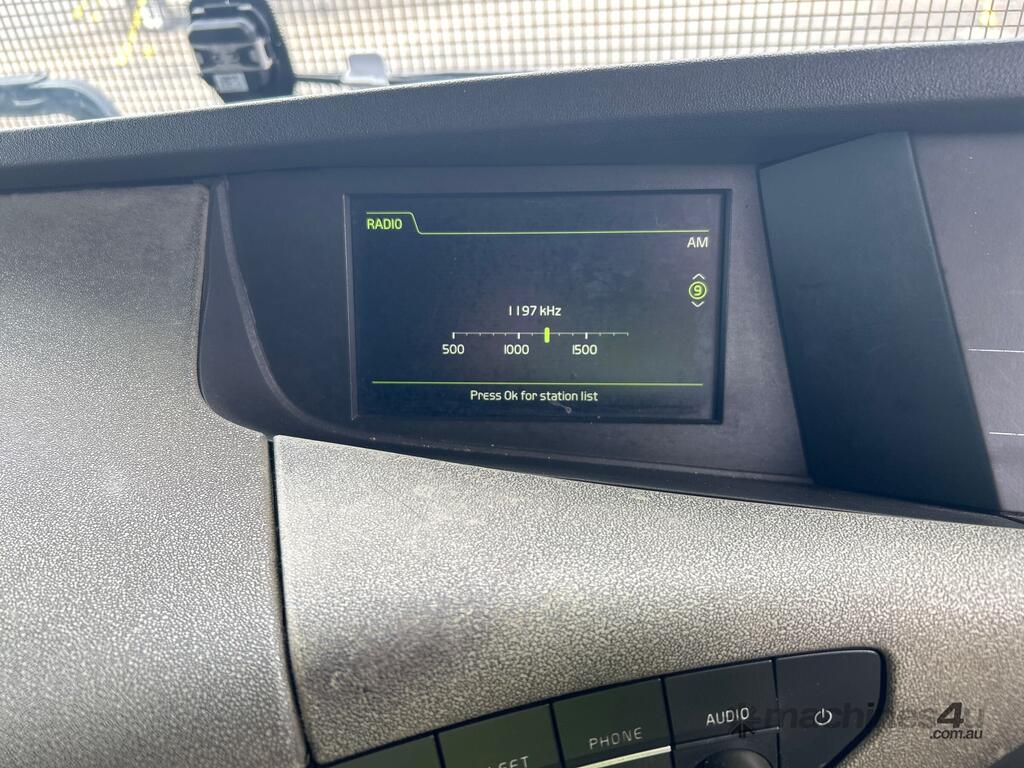 RADIO
AM
9
1197 kHz
500 1000 1500
Press Ok for station list
AUDIO
PHONE
machines4u
.com.au